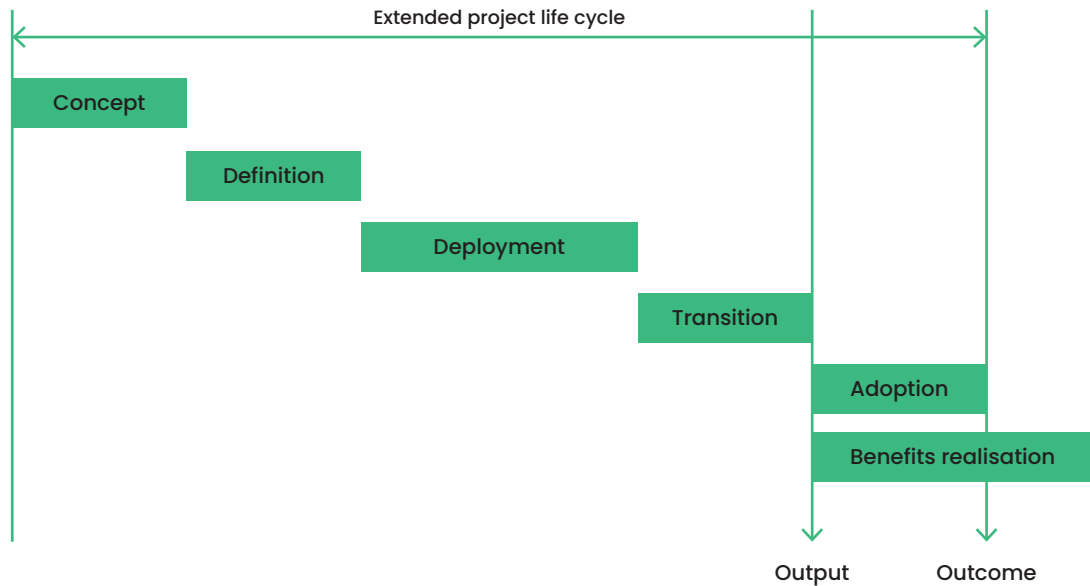 Extended project life cycle
Concept
Definition
Deployment
Transition
Adoption
Benefits realisation
Output
Outcome